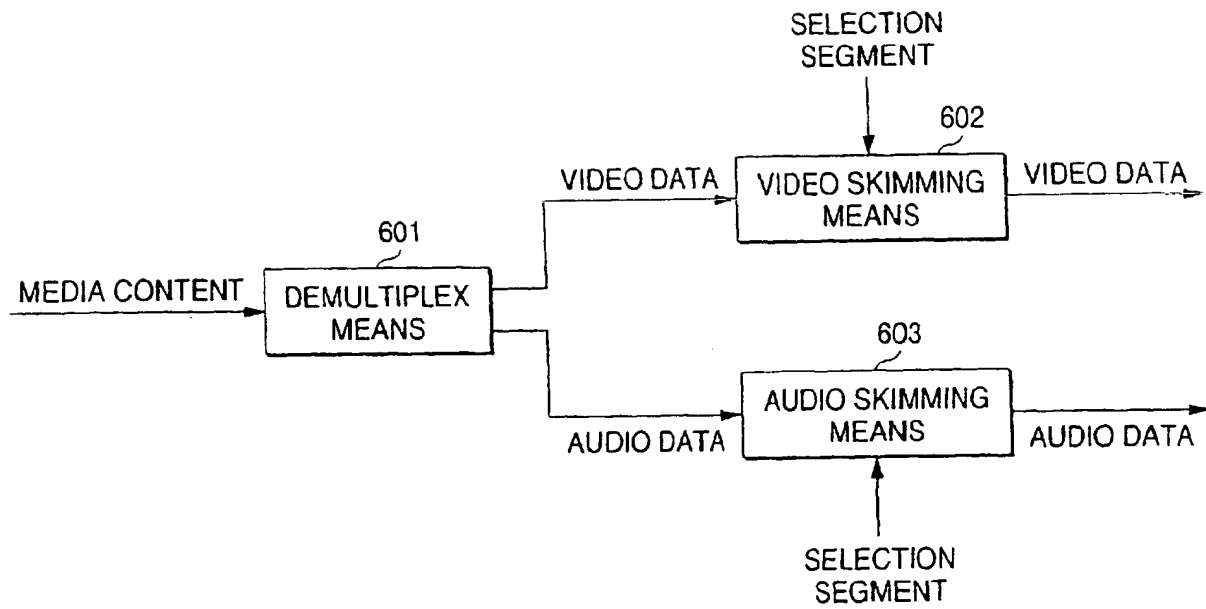 SELECTION
SEGMENT
602
VIDEO DATA
VIDEO SKIMMING
MEANS
VIDEO DATA
601
MEDIA CONTENT
DEMULTIPLEX
MEANS
603
AUDIO DATA
AUDIO SKIMMING
MEANS
AUDIO DATA
SELECTION
SEGMENT